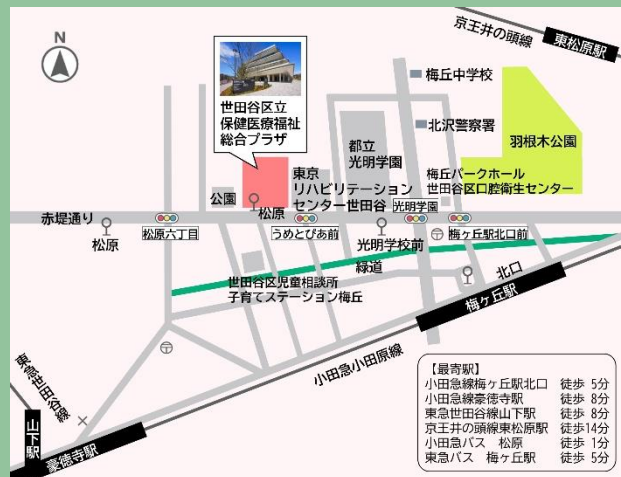 N
京王井の頭線
東松原駅
世田谷区立
保健医療福祉
総合プラザ
梅丘中学校
北沢警察署
羽根木公園
都立
光明学園
東京
リハビリテーション
センター世田谷
梅丘パークホール
世田谷区口腔衛生センター
公園
松原
光明学園
赤堤通り
松原
松原六丁目
うめとぴあ前
光明学校前
梅ヶ丘駅北口前
緑道
北口
世田谷区児童相談所
子育てステーション梅丘
梅ヶ丘駅
小田急小田原線
東急世田谷線
山下駅
豪徳寺駅
【最寄駅】
小田急線梅ヶ丘駅北口 徒歩 5分
小田急線豪徳寺駅 徒歩 8分
東急世田谷線山下駅 徒歩 8分
京王井の頭線東松原駅 徒歩14分
小田急バス 松原 徒歩 1分
東急バス 梅ヶ丘駅 徒歩 5分